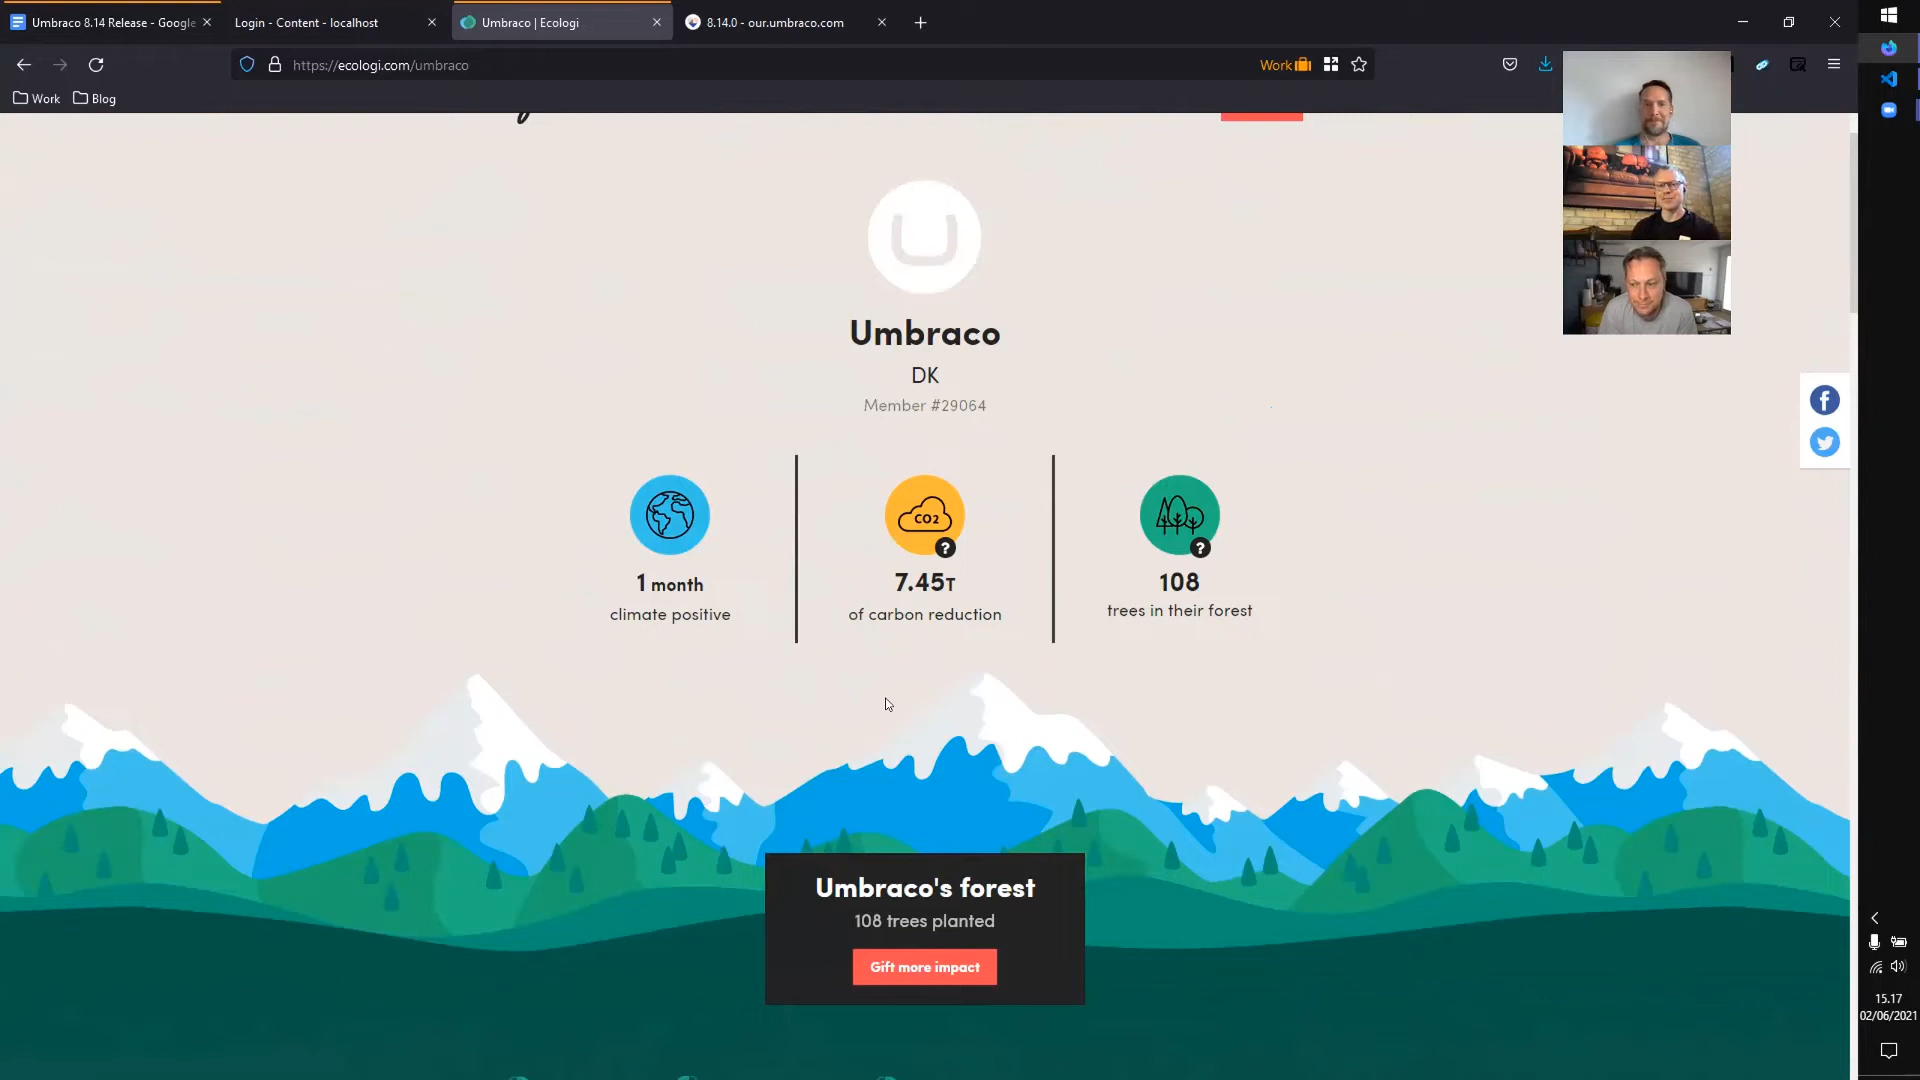 Umbraco 8.14 Release - Google
Login - Content - localhost
Umbraco | Ecologi
8.14.0 - our.umbraco.com
https://ecologi.com/umbraco
Work
Work
Blog
Umbraco
DK
Member #29064
CO2
?
?
1 month
climate positive
7.45T
of carbon reduction
108
trees in their forest
Umbraco's forest
108 trees planted
Gift more impact
15.17
02/06/2021